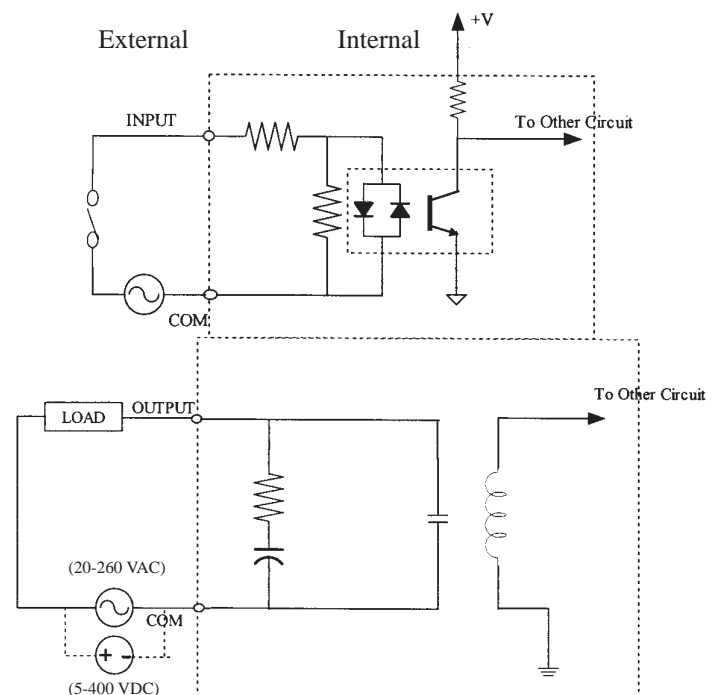 +V
External
Internal
INPUT
To Other Circuit
COM
To Other Circuit
LOAD
OUTPUT
(20-260 VAC)
COM
+ -
(5-400 VDC)